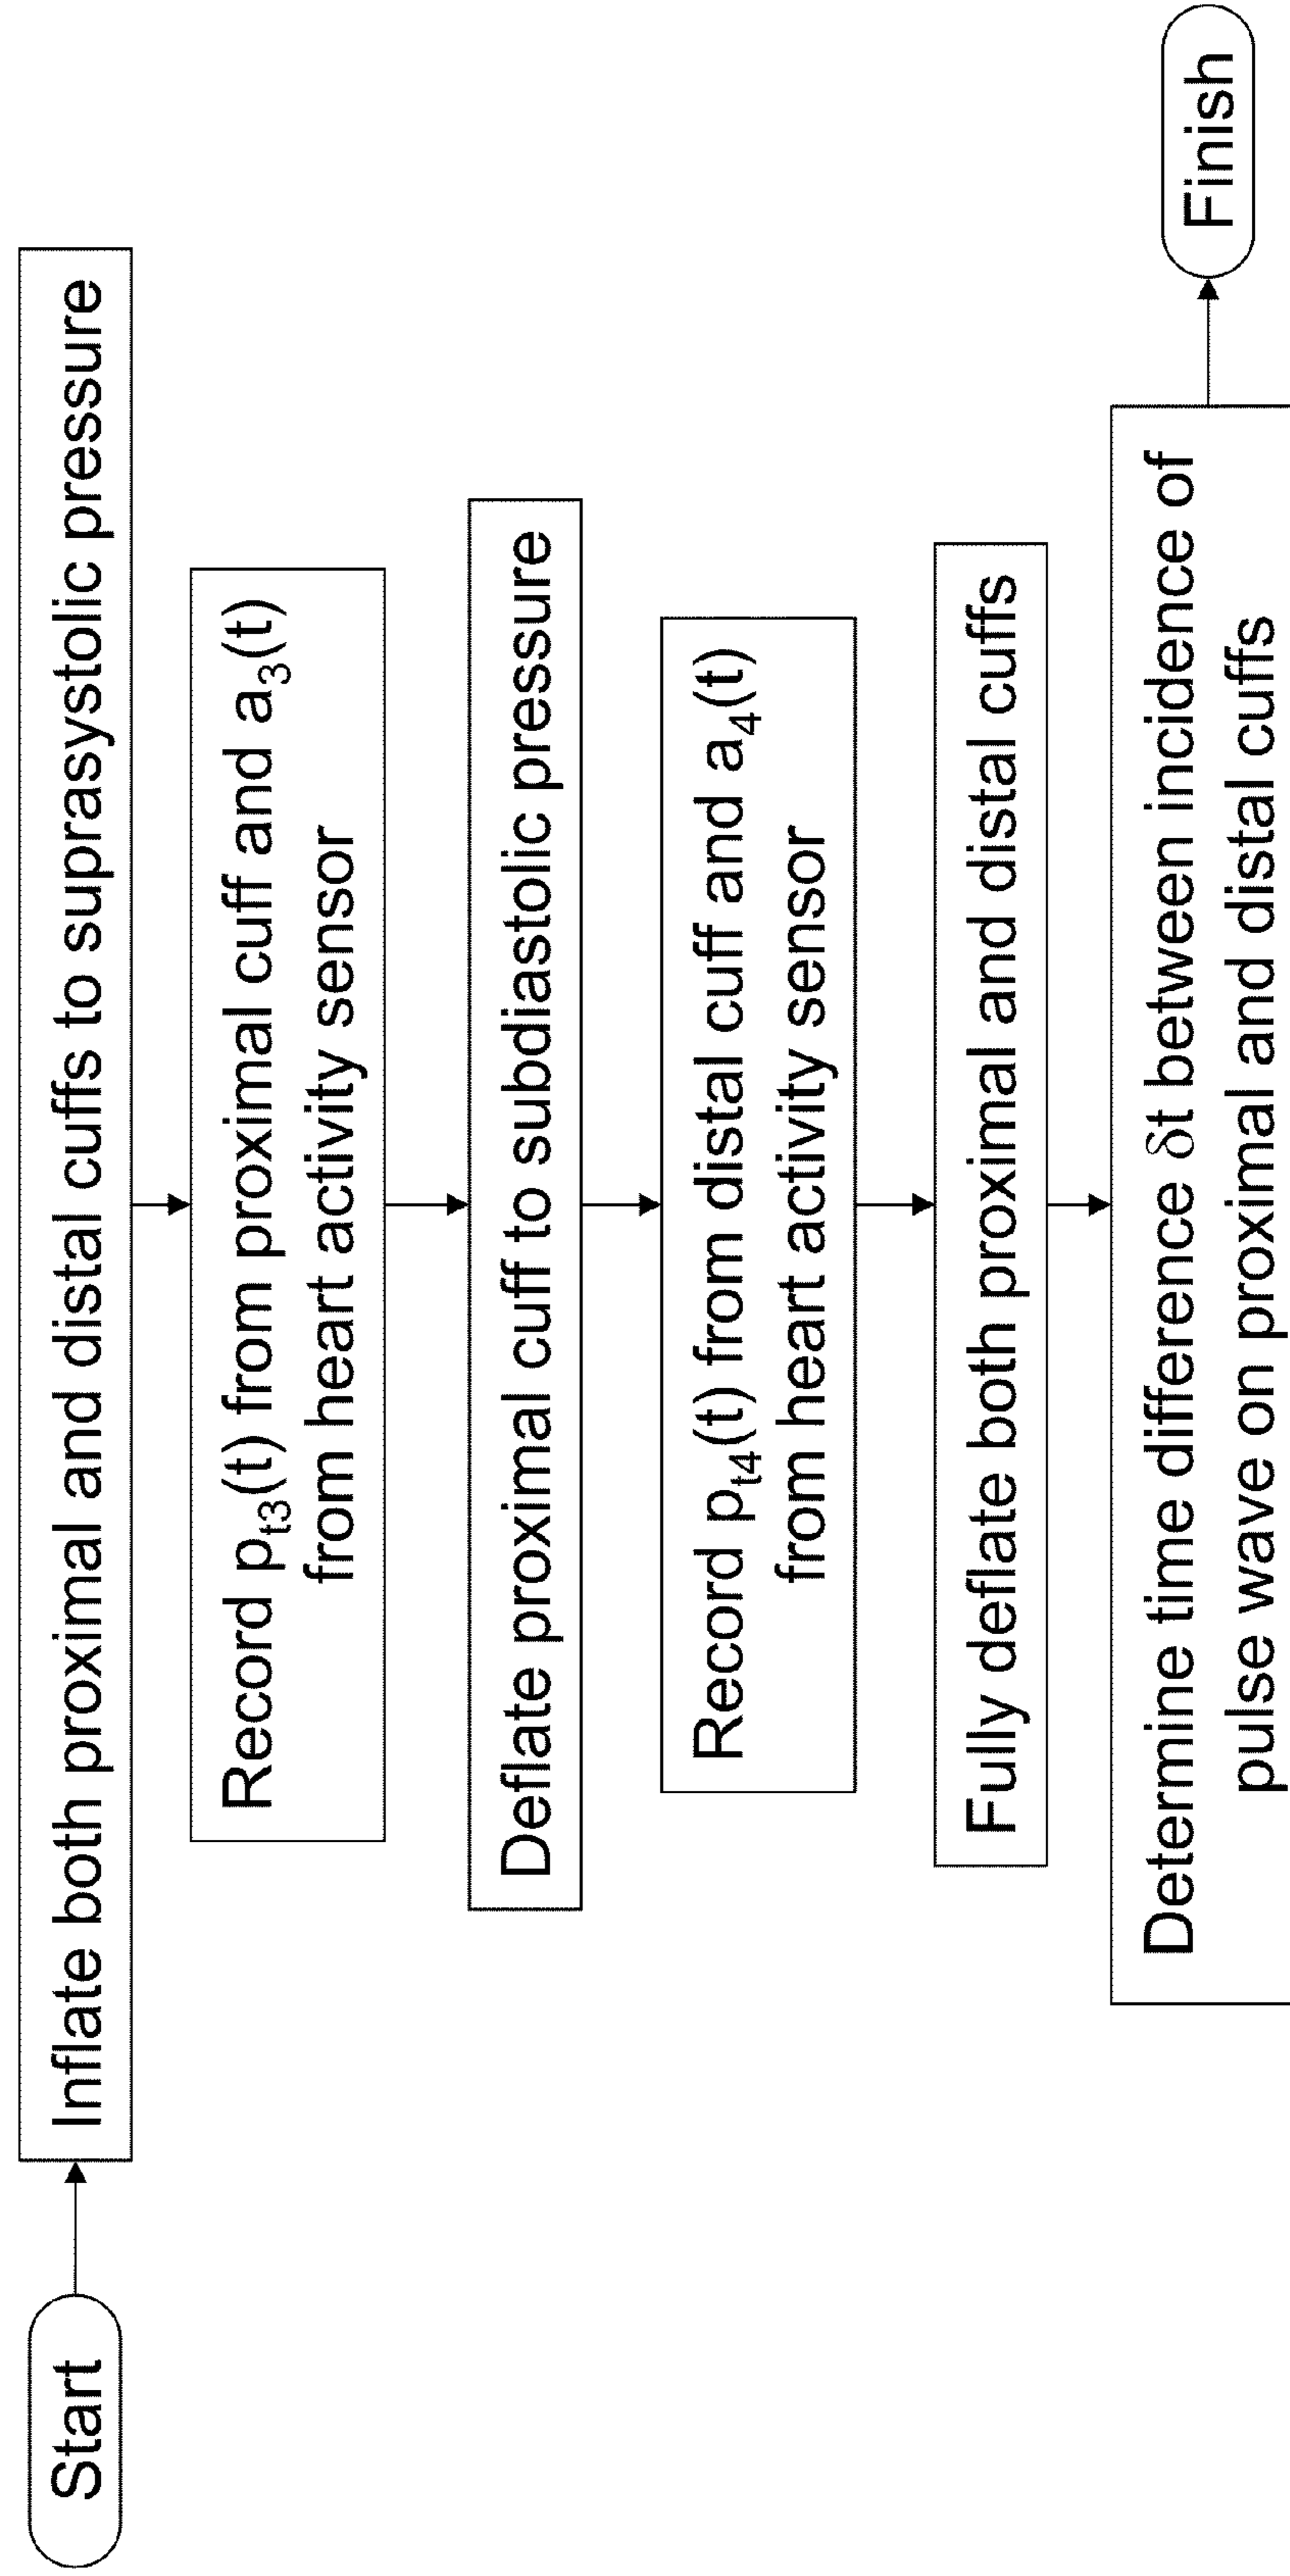 Start
Inflate both proximal and distal cuffs to suprasystolic pressure
Record pt3(t) from proximal cuff and a3(t)
from heart activity sensor
Deflate proximal cuff to subdiastolic pressure
Record pt4(t) from distal cuff and a4(t)
from heart activity sensor
Fully deflate both proximal and distal cuffs
Determine time difference δt between incidence of
pulse wave on proximal and distal cuffs
Finish